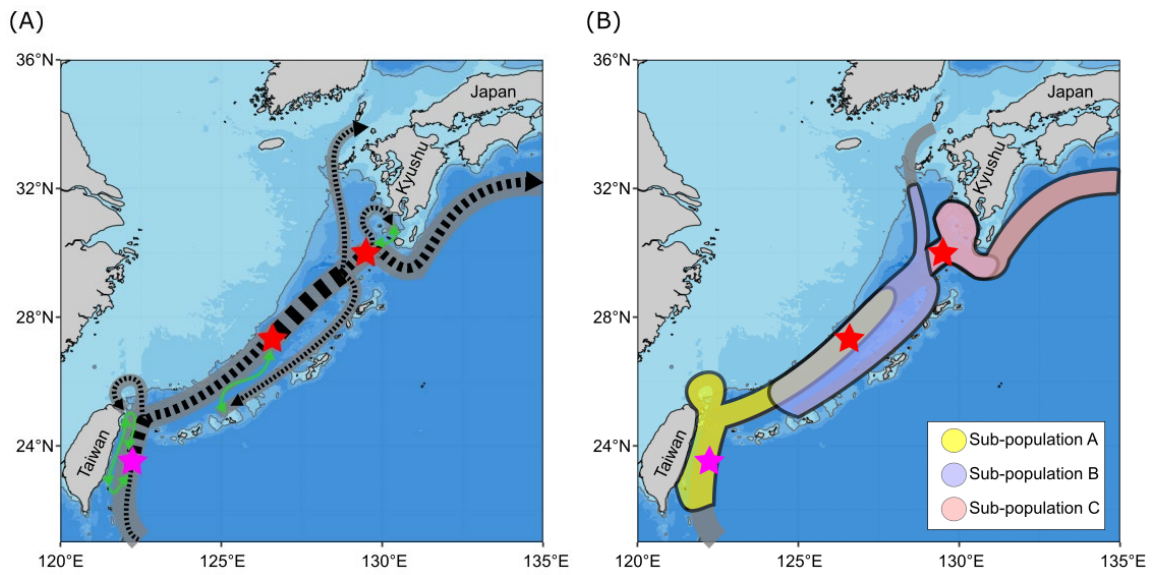 (A)
36°N
32°N
28°N
24°N
120°E
125°E
130°E
135°E
Japan
Kyushu
Taiwan
(B)
36°N
32°N
28°N
24°N
120°E
125°E
130°E
135°E
Japan
Kyushu
Taiwan
Sub-population A
Sub-population B
Sub-population C